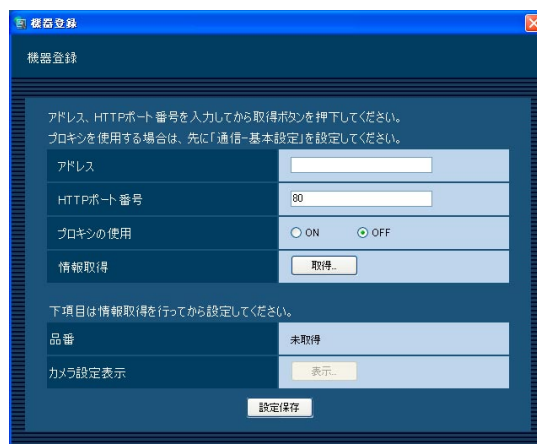 機器登録
機器登録
アドレス、HTTPポート番号を入力してから取得ボタンを押下してください。
プロキシを使用する場合は、先に「通信-基本設定」を設定してください。
アドレス
HTTPポート番号 80
プロキシの使用 ON OFF
情報取得 取得...
下項目は情報取得を行ってから設定してください。
品番 未取得
カメラ設定表示 表示...
設定保存